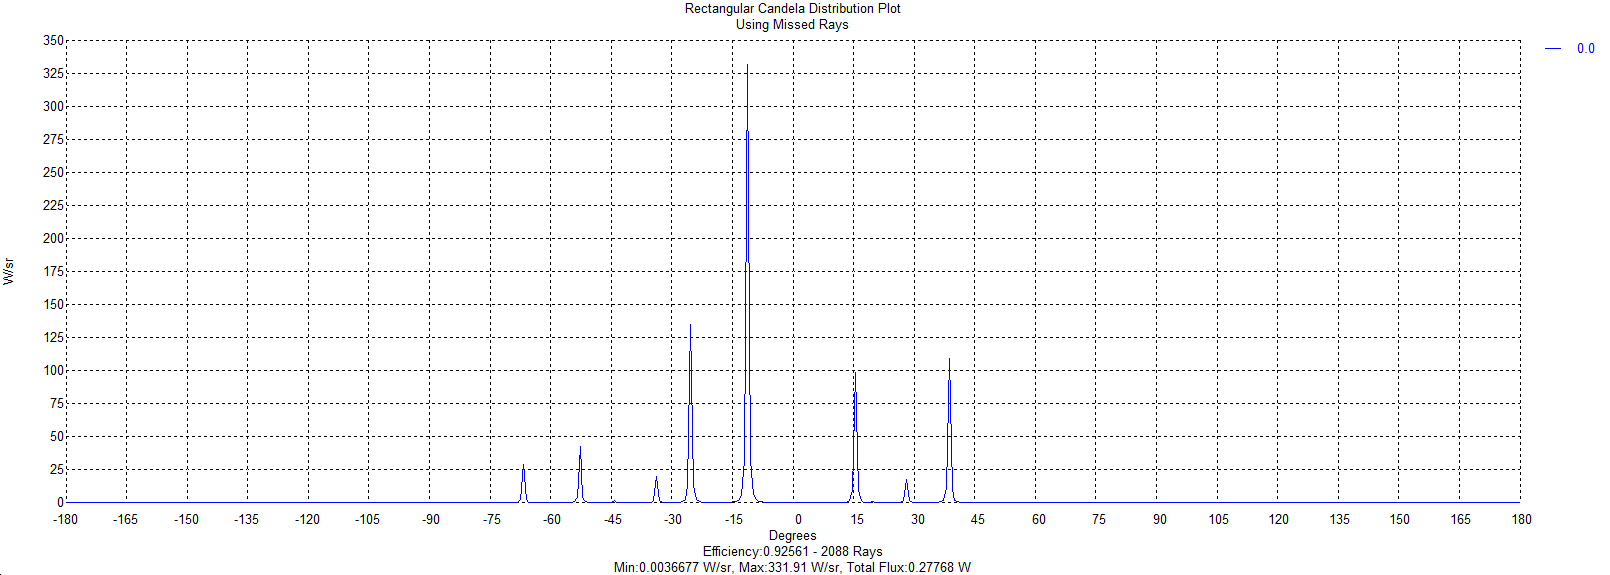 Rectangular Candela Distribution Plot
Using Missed Rays
0.0
350
325
300
275
250
225
200
175
150
125
100
75
50
25
0
W/sr
-180 -165 -150 -135 -120 -105 -90 -75 -60 -45 -30 -15 0 15 30 45 60 75 90 105 120 135 150 165 180
Degrees
Efficiency:0.92561 - 2088 Rays
Min:0.0036677 W/sr, Max:331.91 W/sr, Total Flux:0.27768 W